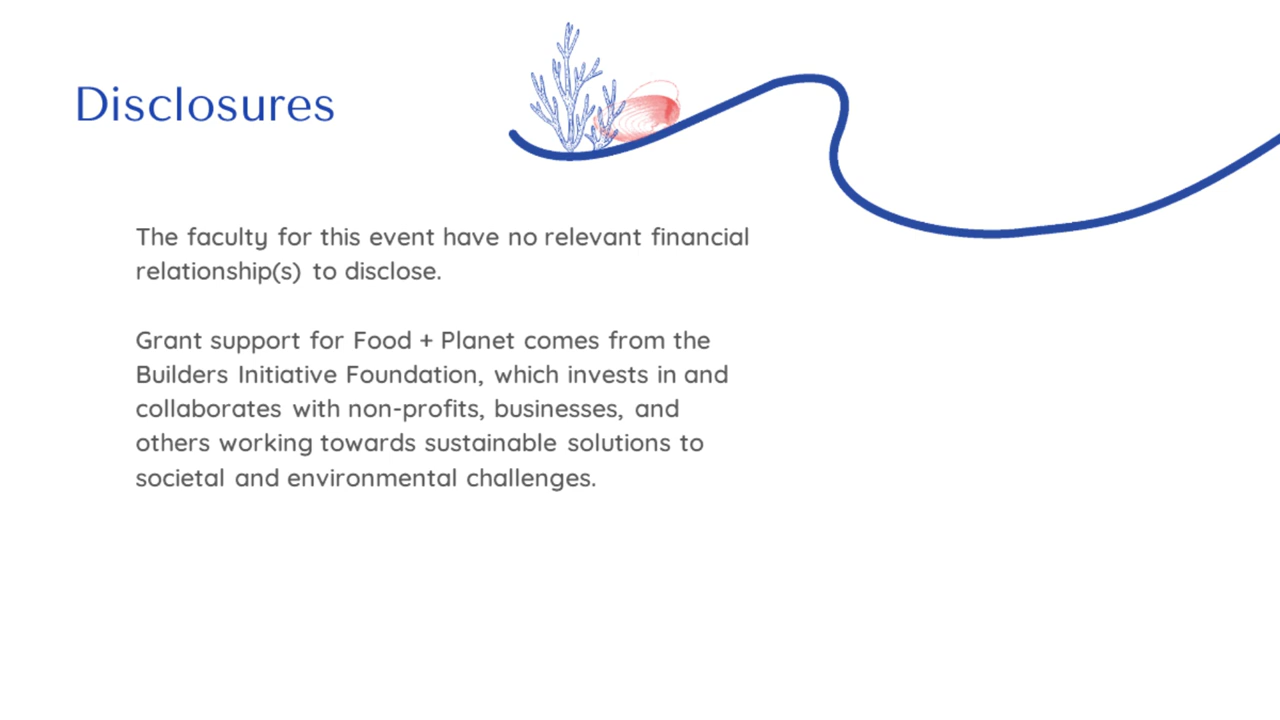 Disclosures
The faculty for this event have no relevant financial
relationship(s) to disclose.
Grant support for Food + Planet comes from the
Builders Initiative Foundation, which invests in and
collaborates with non-profits, businesses, and
others working towards sustainable solutions to
societal and environmental challenges.